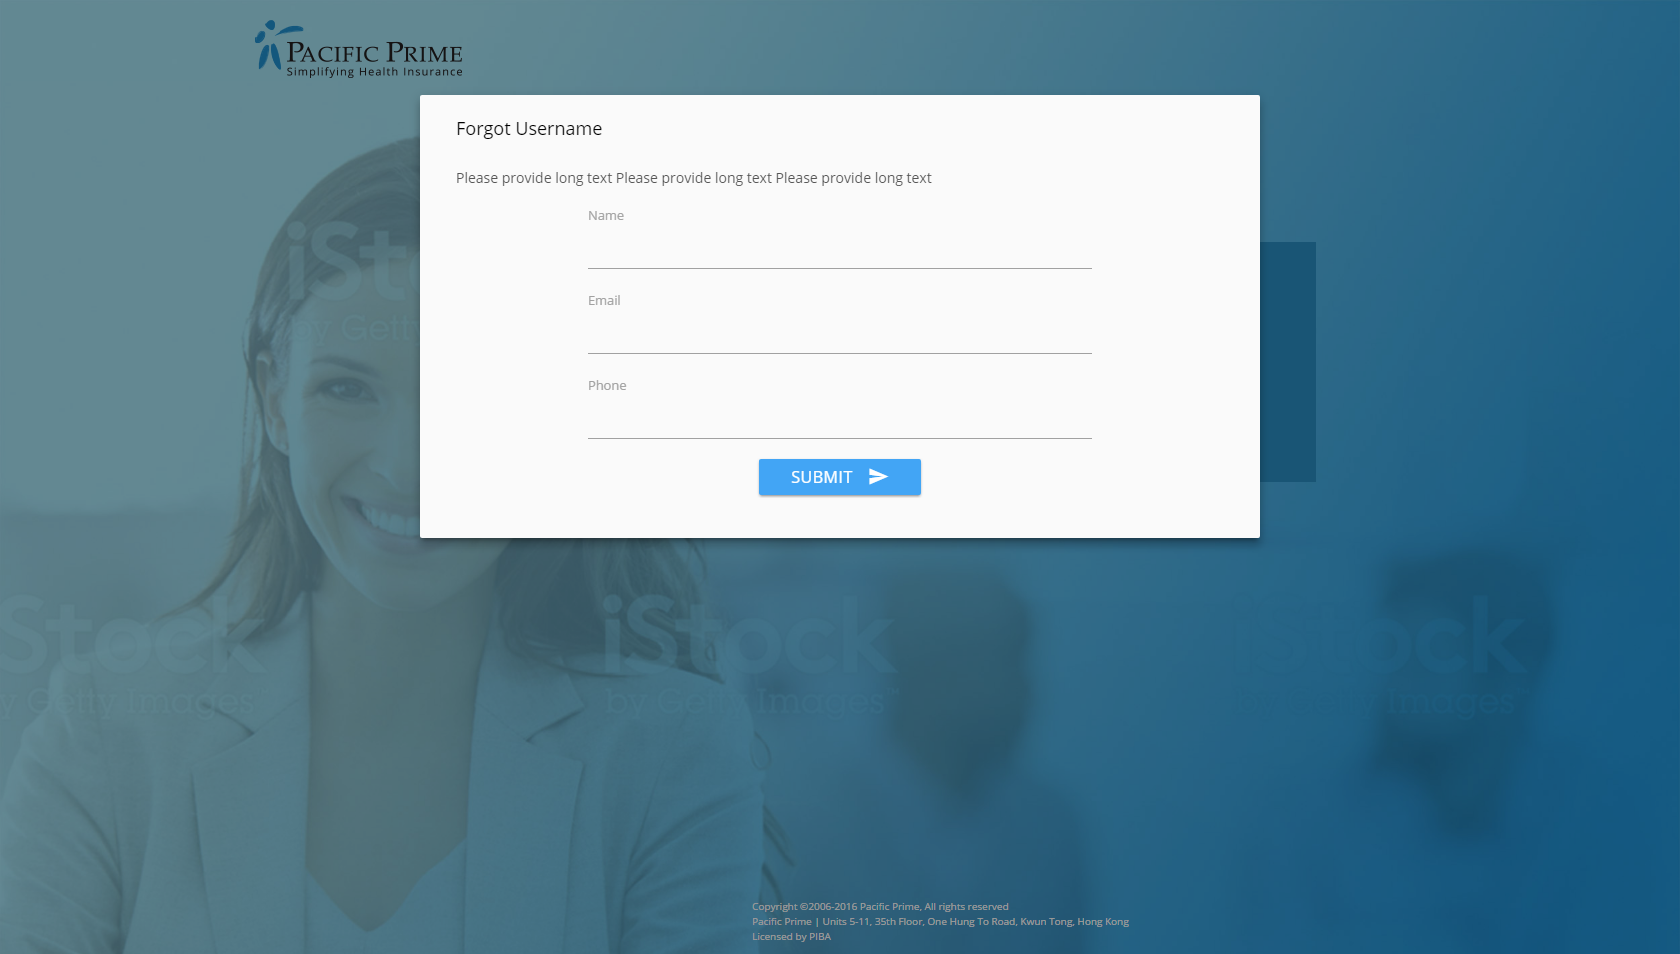 PACIFIC PRIME
Simplifying Health Insurance
Forgot Username
Please provide long text Please provide long text Please provide long text
Name
Email
Phone
SUBMIT
iSto
by Getty
iStock
by Getty Images
iStock
by Getty Images™
iStock
by Getty Images
Copyright ©2006-2016 Pacific Prime, All rights reserved
Pacific Prime | Units 5-11, 35th Floor, One Hung To Road, Kwun Tong, Hong Kong
Licensed by PIBA